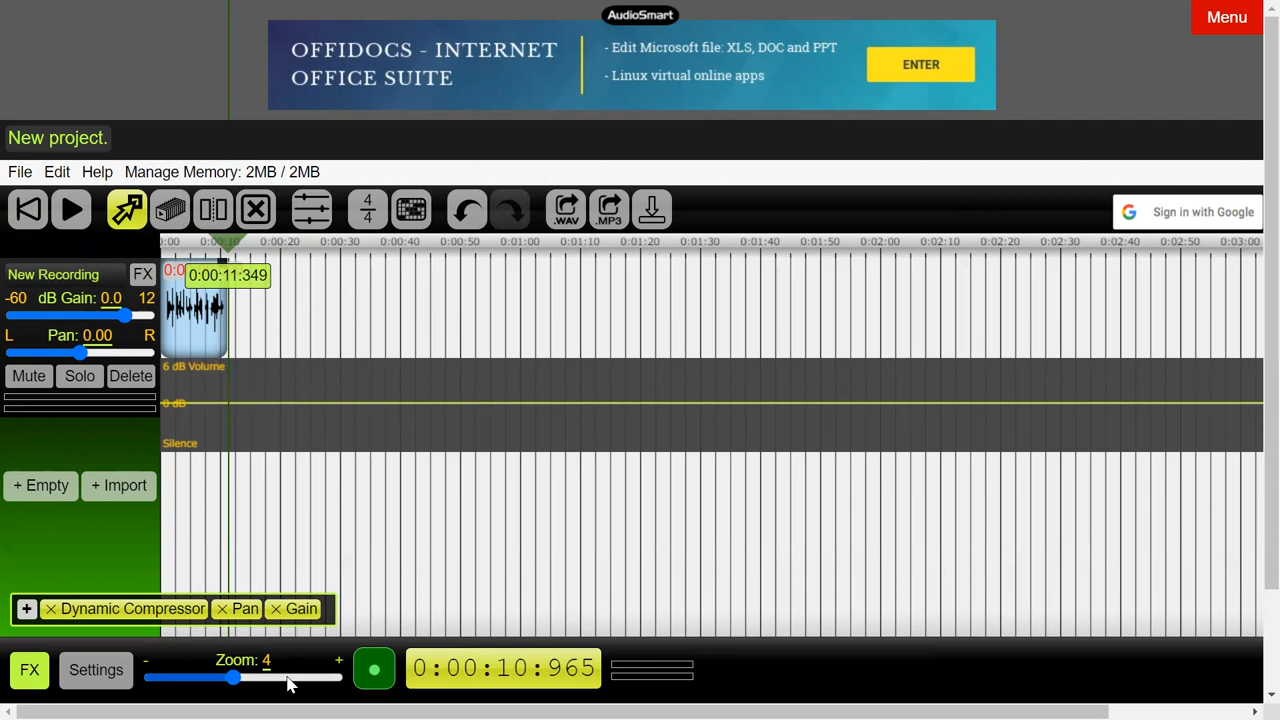 AudioSmart
Menu
OFFIDOCS - INTERNET
OFFICE SUITE
- Edit Microsoft file: XLS, DOC and PPT
- Linux virtual online apps
ENTER
New project.
File Edit Help Manage Memory: 2MB / 2MB
4
4
.WAV
.MP3
Sign in with Google
0:00 0:00:10 0:00:20 0:00:30 0:00:40 0:00:50 0:01:00 0:01:10 0:01:20 0:01:30 0:01:40 0:01:50 0:02:00 0:02:10 0:02:20 0:02:30 0:02:40 0:02:50 0:03:00
New Recording FX
0:0
0:00:11:349
-60 dB Gain: 0.0 12
L Pan: 0.00 R
Mute Solo Delete
6 dB Volume
0 dB
Silence
+ Empty + Import
+ × Dynamic Compressor × Pan × Gain
FX Settings
- Zoom: 4 +
0:00:10:965